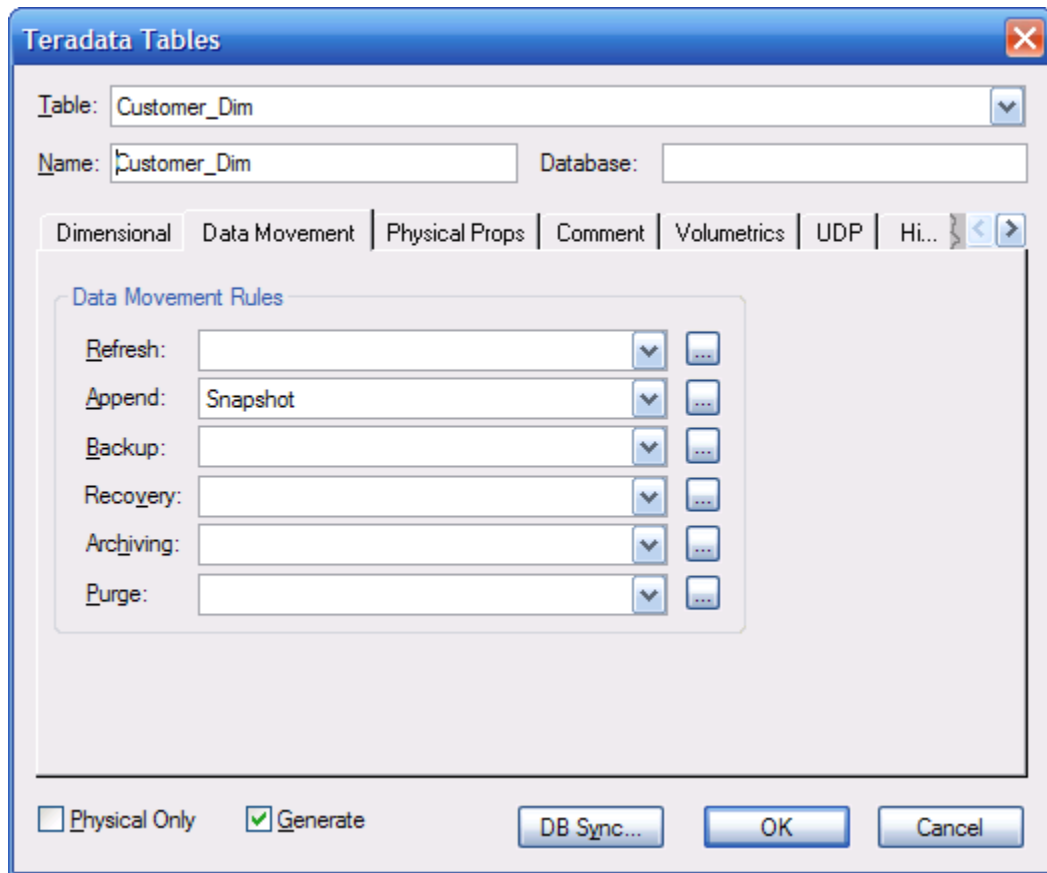 Teradata Tables
Table: Customer_Dim
Name: Customer_Dim Database:
Dimensional Data Movement Physical Props Comment Volumetrics UDP Hi...
Data Movement Rules
Refresh: ...
Append: Snapshot ...
Backup: ...
Recovery: ...
Archiving: ...
Purge: ...
Physical Only Generate DB Sync... OK Cancel